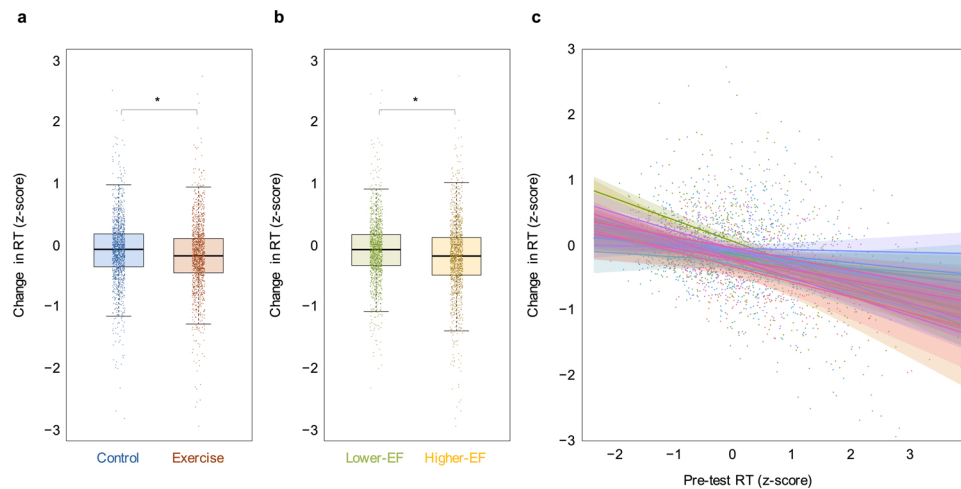 a
b
c
Change in RT (z-score)
3
2
1
0
−1
−2
−3
*
Control
Exercise
Change in RT (z-score)
3
2
1
0
−1
−2
−3
*
Lower-EF
Higher-EF
Change in RT (z-score)
3
2
1
0
−1
−2
−3
−2 −1 0 1 2 3
Pre-test RT (z-score)